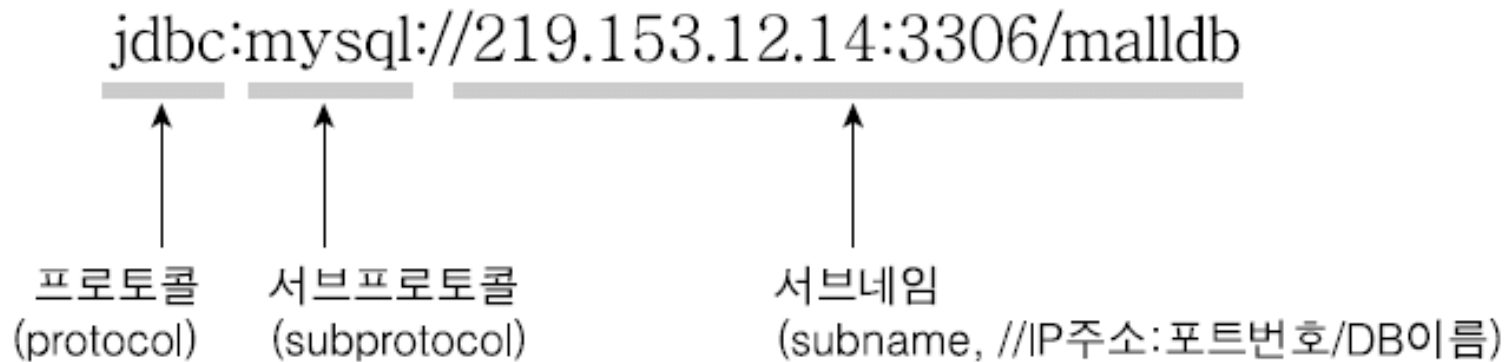 jdbc:mysql://219.153.12.14:3306/malldb
프로토콜 서브프로토콜 서브네임
(protocol) (subprotocol) (subname, //IP주소:포트번호/DB이름)